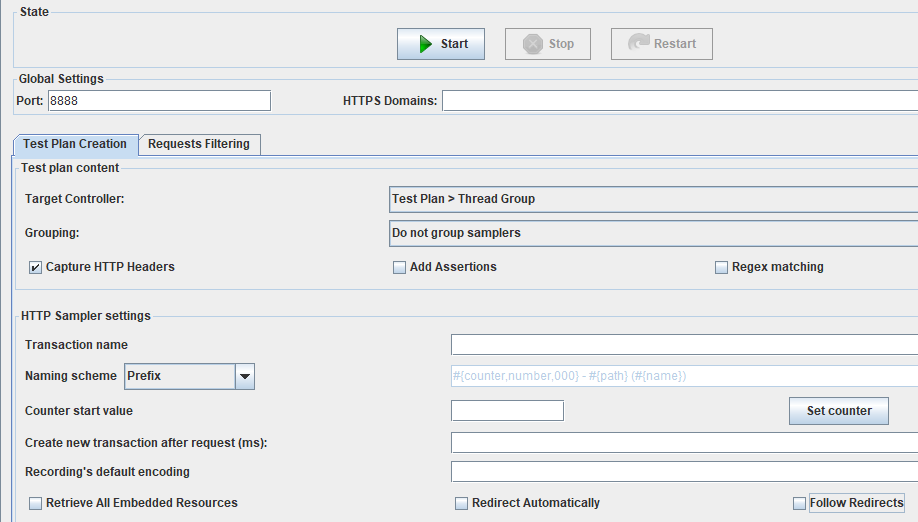 State
Start Stop Restart
Global Settings
Port: 8888 HTTPS Domains:
Test Plan Creation Requests Filtering
Test plan content
Target Controller: Test Plan > Thread Group
Grouping: Do not group samplers
Capture HTTP Headers Add Assertions Regex matching
HTTP Sampler settings
Transaction name
Naming scheme Prefix #{counter,number,000} - #{path} (#{name})
Counter start value Set counter
Create new transaction after request (ms):
Recording's default encoding
Retrieve All Embedded Resources Redirect Automatically Follow Redirects